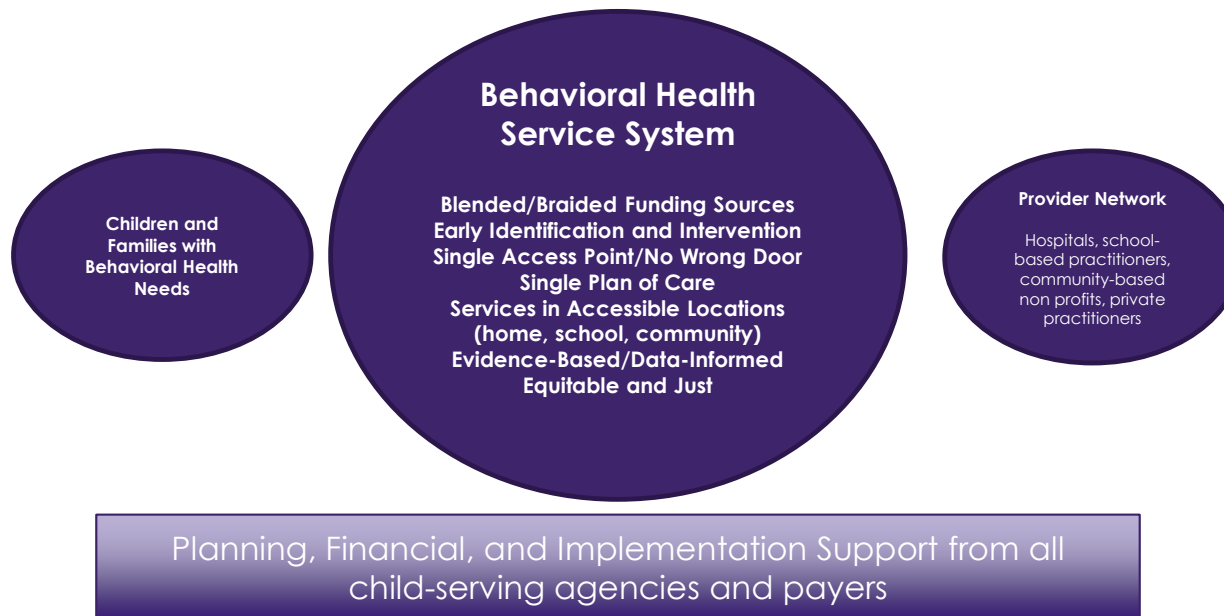 Behavioral Health
Service System
Blended/Braided Funding Sources
Early Identification and Intervention
Single Access Point/No Wrong Door
Single Plan of Care
Services in Accessible Locations
(home, school, community)
Evidence-Based/Data-Informed
Equitable and Just
Children and
Families with
Behavioral Health
Needs
Provider Network
Hospitals, school-
based practitioners,
community-based
non profits, private
practitioners
Planning, Financial, and Implementation Support from all
child-serving agencies and payers